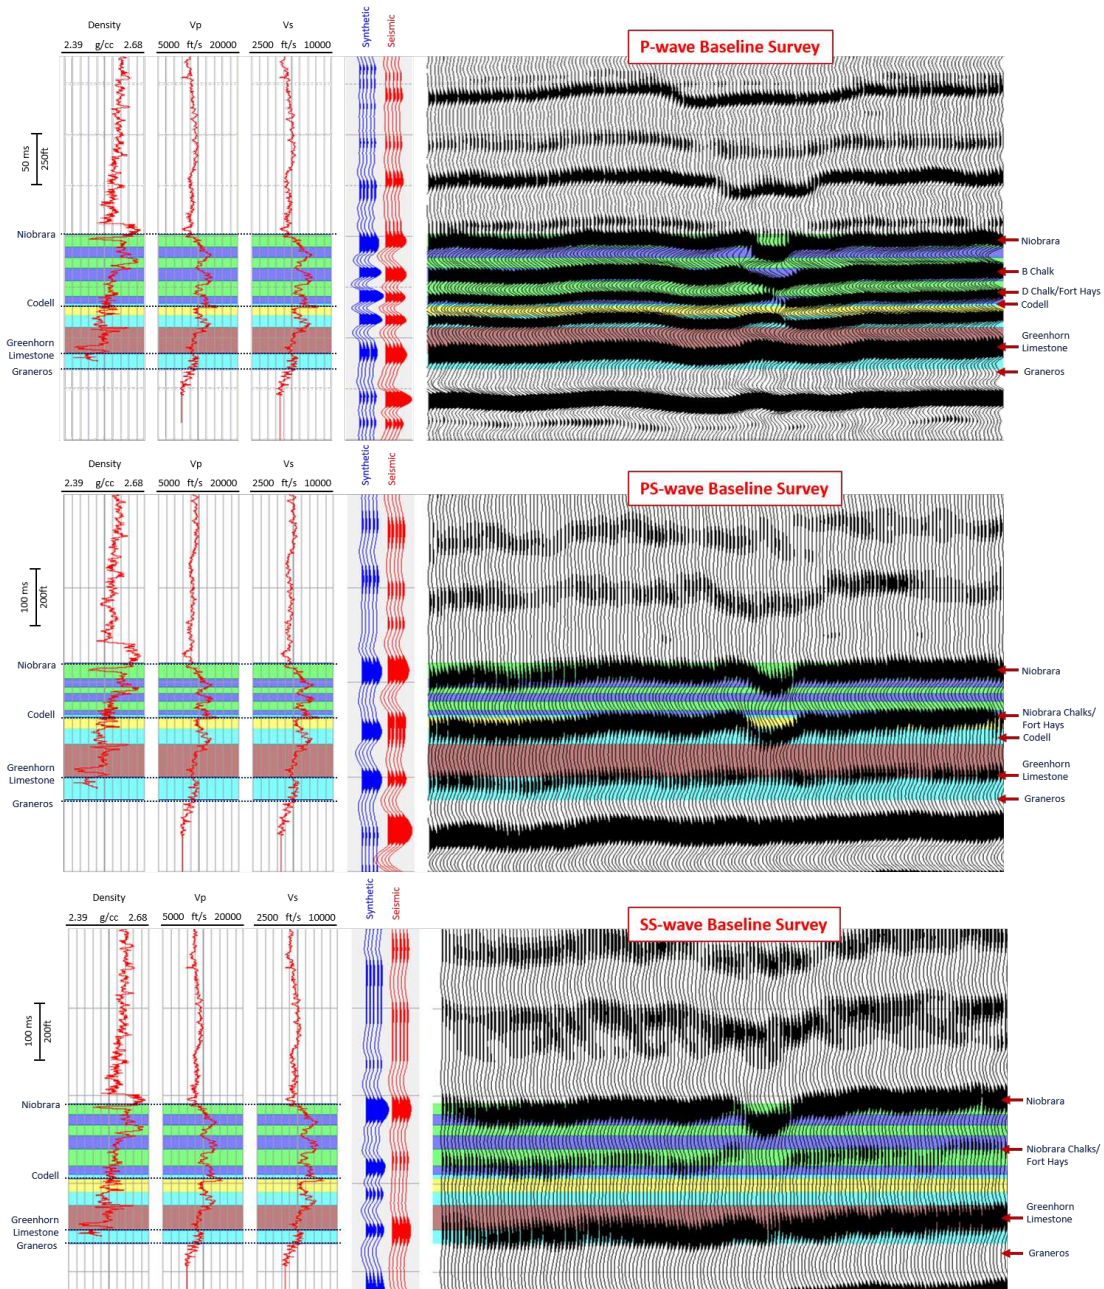 Density Vp Vs
2.39 g/cc 2.68 5000 ft/s 20000 2500 ft/s 10000
Synthetic
Seismic
P-wave Baseline Survey
50 ms
250ft
Niobrara
Codell
Greenhorn
Limestone
Graneros
Niobrara
B Chalk
D Chalk/Fort Hays
Codell
Greenhorn
Limestone
Graneros
Density Vp Vs
2.39 g/cc 2.68 5000 ft/s 20000 2500 ft/s 10000
Synthetic
Seismic
PS-wave Baseline Survey
100 ms
200ft
Niobrara
Codell
Greenhorn
Limestone
Graneros
Niobrara
Niobrara Chalks/
Fort Hays
Codell
Greenhorn
Limestone
Graneros
Density Vp Vs
2.39 g/cc 2.68 5000 ft/s 20000 2500 ft/s 10000
Synthetic
Seismic
SS-wave Baseline Survey
100 ms
200ft
Niobrara
Codell
Greenhorn
Limestone
Graneros
Niobrara
Niobrara Chalks/
Fort Hays
Greenhorn
Limestone
Graneros